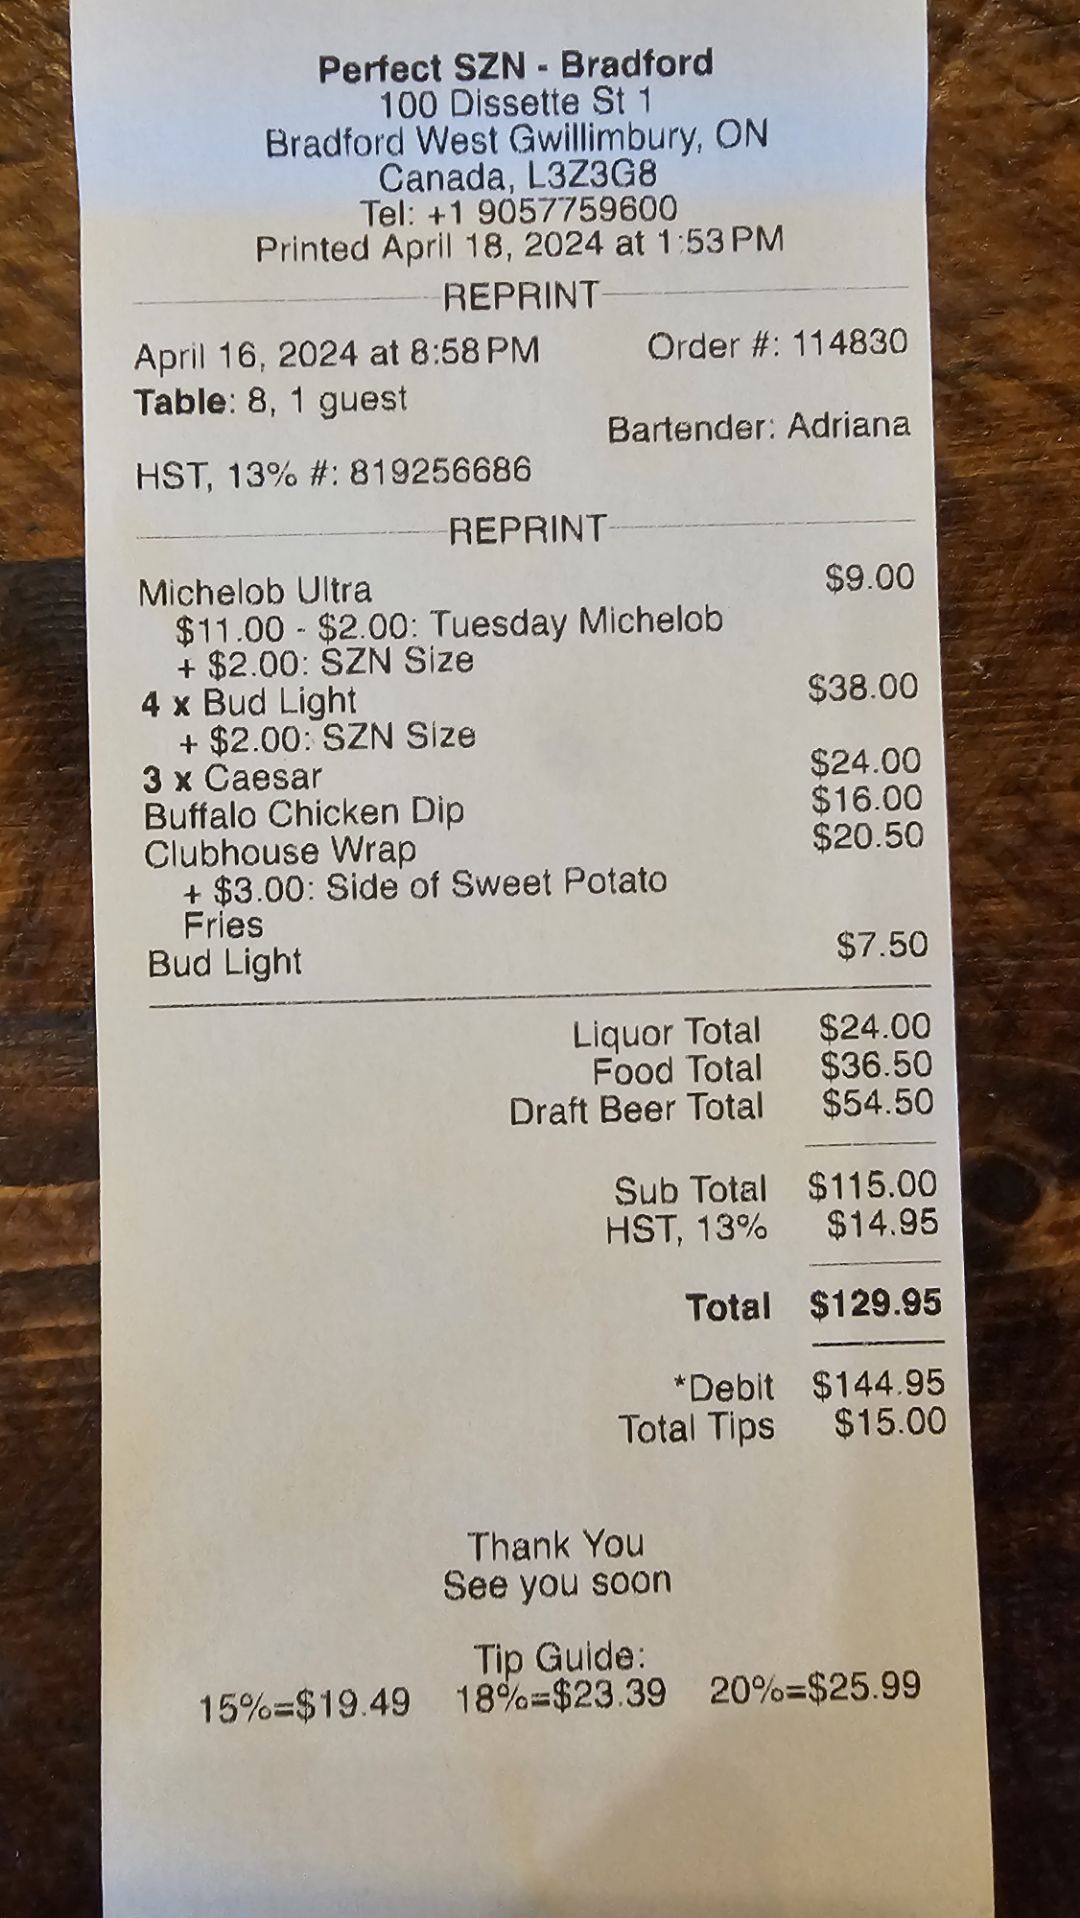 Perfect SZN - Bradford
100 Dissette St 1
Bradford West Gwillimbury, ON
Canada, L3Z3G8
Tel: +1 9057759600
Printed April 18, 2024 at 1:53 PM
REPRINT
April 16, 2024 at 8:58 PM Order #: 114830
Table: 8, 1 guest
Bartender: Adriana
HST, 13% #: 819256686
REPRINT
Michelob Ultra $9.00
$11.00 - $2.00: Tuesday Michelob
+ $2.00: SZN Size
4 x Bud Light $38.00
+ $2.00: SZN Size
3 x Caesar $24.00
Buffalo Chicken Dip $16.00
Clubhouse Wrap $20.50
+ $3.00: Side of Sweet Potato
Fries
Bud Light $7.50
Liquor Total $24.00
Food Total $36.50
Draft Beer Total $54.50
Sub Total $115.00
HST, 13% $14.95
Total $129.95
*Debit $144.95
Total Tips $15.00
Thank You
See you soon
Tip Guide:
15%=$19.49 18%=$23.39 20%=$25.99